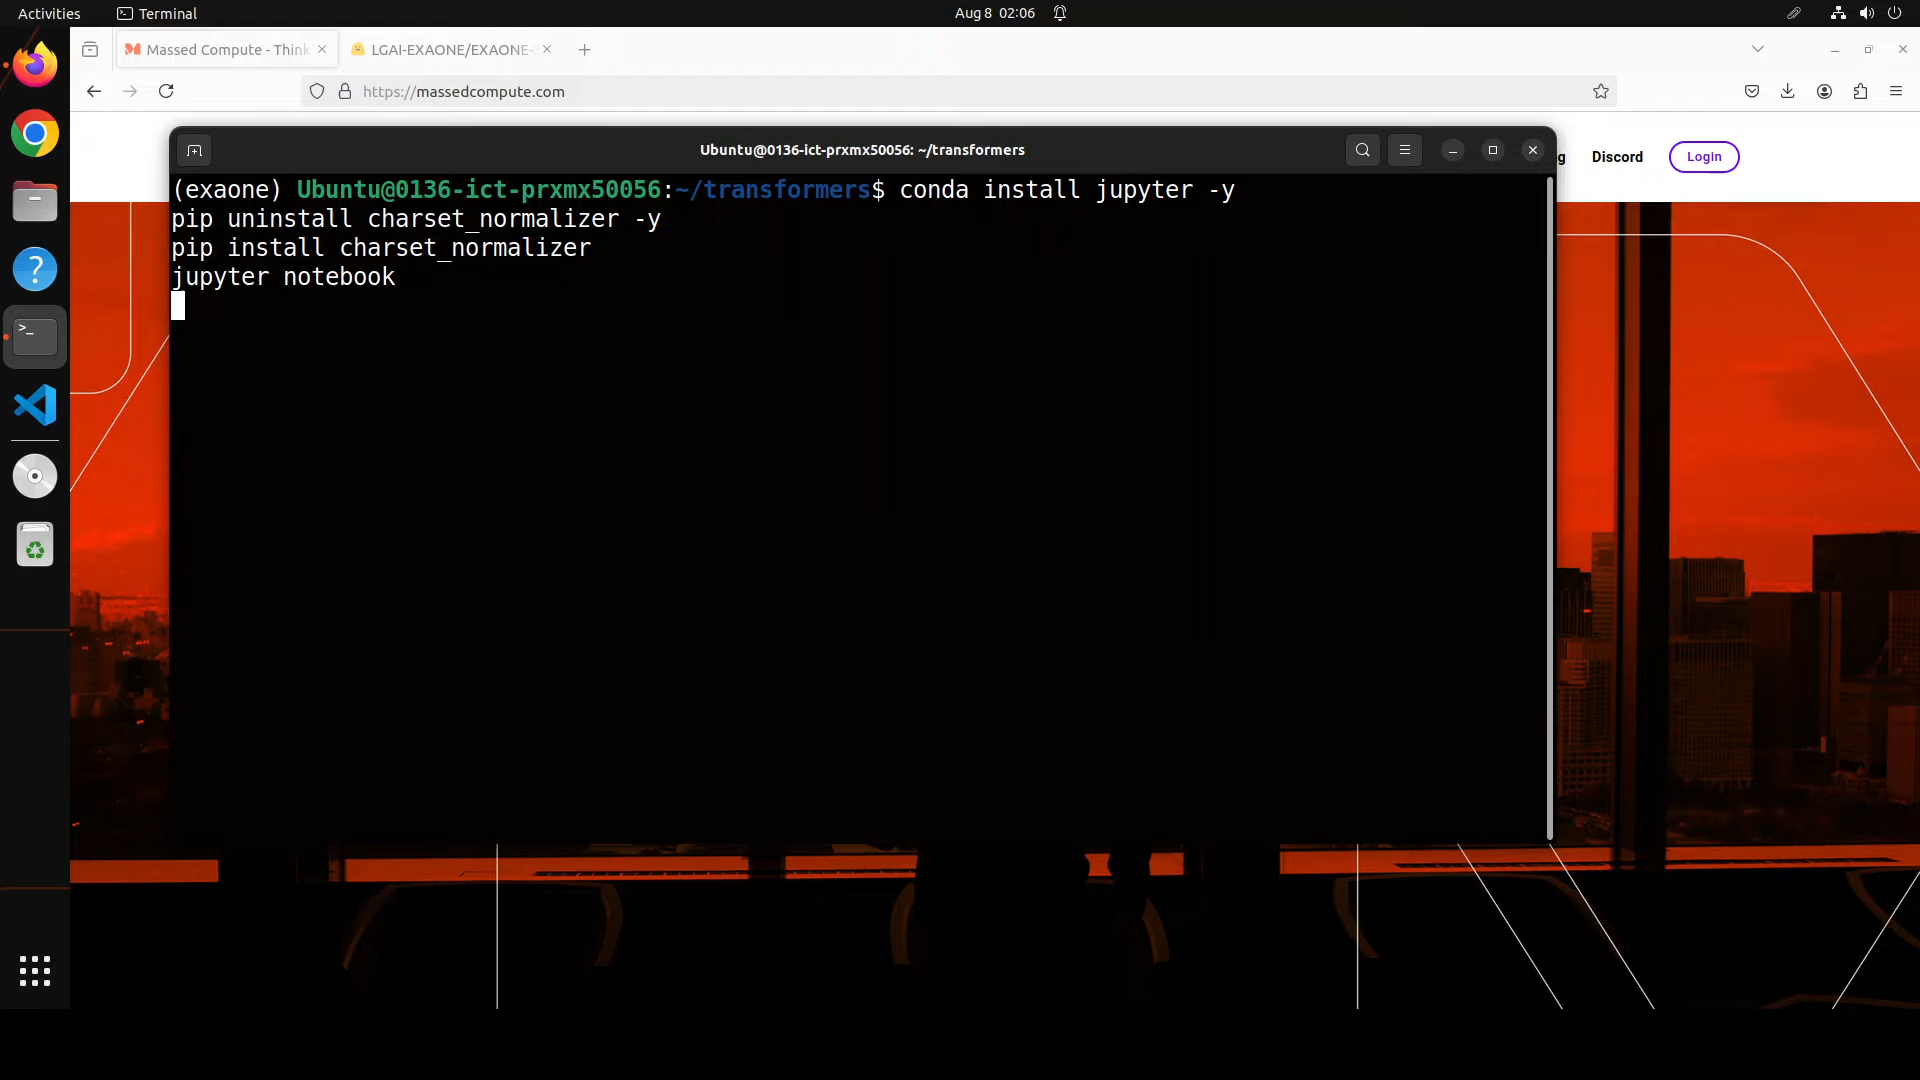 Activities
Terminal
Aug 8 02:06
Massed Compute - Think
LGAI-EXAONE/EXAONE-
https://massedcompute.com
Ubuntu@0136-ict-prxmx50056: ~/transformers
g
Discord
Login
(exaone) Ubuntu@0136-ict-prxmx50056:~/transformers$ conda install jupyter -y
pip uninstall charset_normalizer -y
pip install charset_normalizer
jupyter notebook